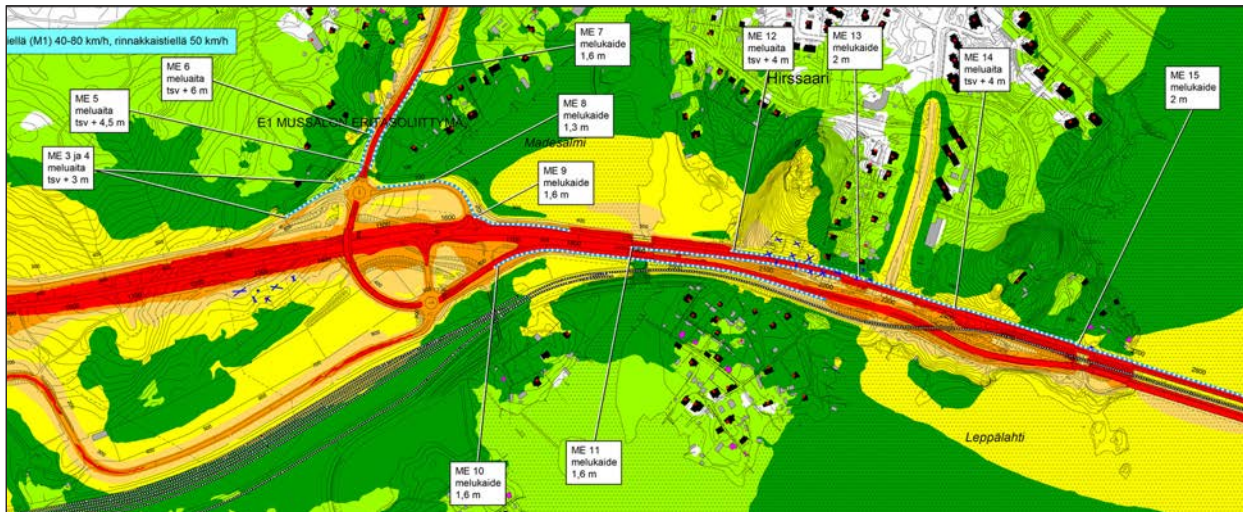 iellä (M1) 40-80 km/h, rinnakkaistiellä 50 km/h
ME 7
melukaide
1,6 m
ME 12
meluaita
tsv + 4 m
ME 13
melukaide
2 m
ME 14
meluaita
tsv + 4 m
ME 15
melukaide
2 m
Hirssaari
ME 6
meluaita
tsv + 6 m
ME 5
meluaita
tsv + 4,5 m
ME 8
melukaide
1,3 m
E1 MUSSALON ERITASOLIITTYMÄ
Madesalmi
ME 3 ja 4
meluaita
tsv + 3 m
ME 9
melukaide
1,6 m
Leppälahti
ME 10
melukaide
1,6 m
ME 11
melukaide
1,6 m